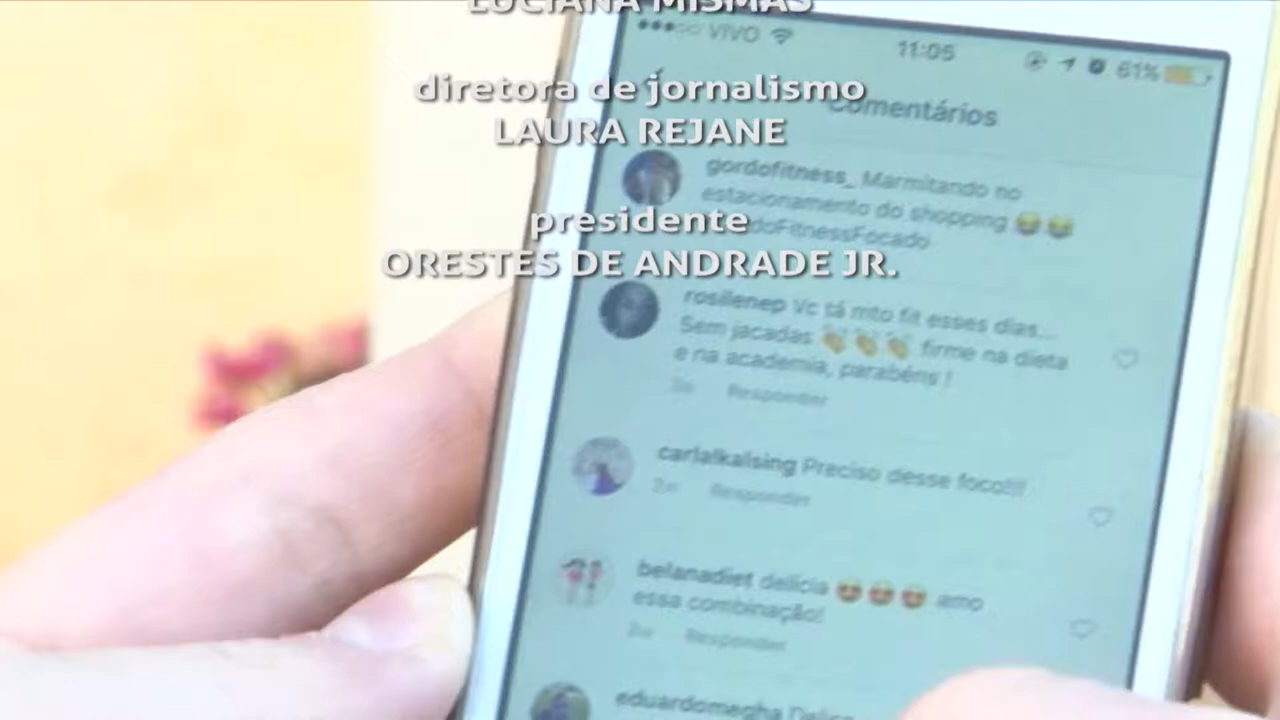 LUCIANA MISMAS
diretora de jornalismo
LAURA REJANE
presidente
ORESTES DE ANDRADE JR.
VIVO 11:05 61%
Comentários
gordofitness_ Marmitando no
estacionamento do shopping 😂😂
rosilenep Vc tá mto fit esses dias...
Sem jacadas 👏👏👏 firme na dieta
e na academia, parabéns !
Responder
carlalkalsing Preciso desse foco!!!
Responder
belanadiet delícia 😍😍😍 amo
essa combinação!
Responder
eduardomegha